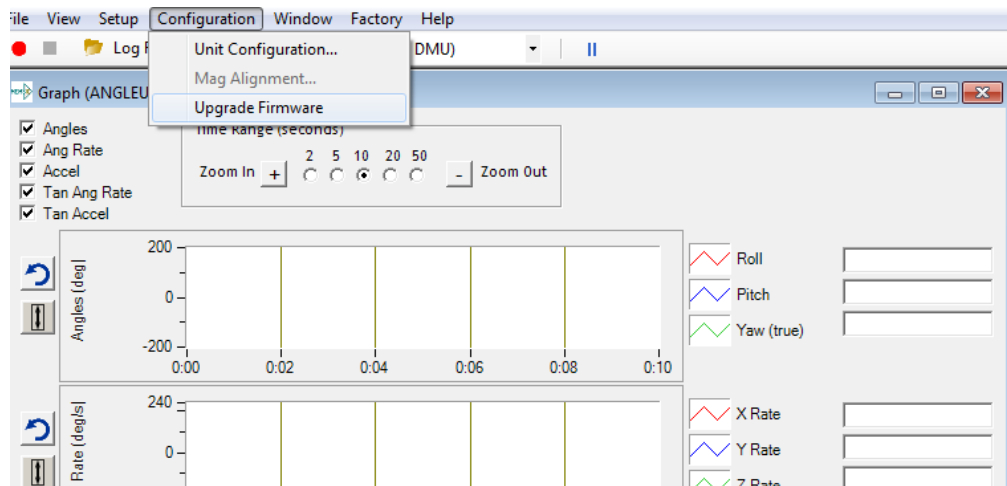 File View Setup Configuration Window Factory Help
Log F
DMU)
Unit Configuration...
Mag Alignment...
Upgrade Firmware
Graph (ANGLEU
Time Range (seconds)
Angles
Ang Rate
Accel
Tan Ang Rate
Tan Accel
Zoom In + 2 5 10 20 50 - Zoom Out
Angles (deg)
200
0
-200
0:00 0:02 0:04 0:06 0:08 0:10
Roll
Pitch
Yaw (true)
Rate (deg/s)
240
0
X Rate
Y Rate
Z Rate